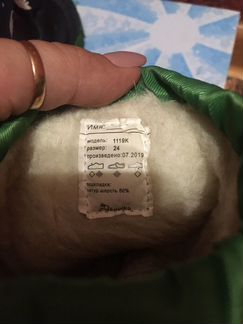 Имя:
модель: 1119К
размер: 24
произведено:07.2019
подкладка:
натур шерсть 80%